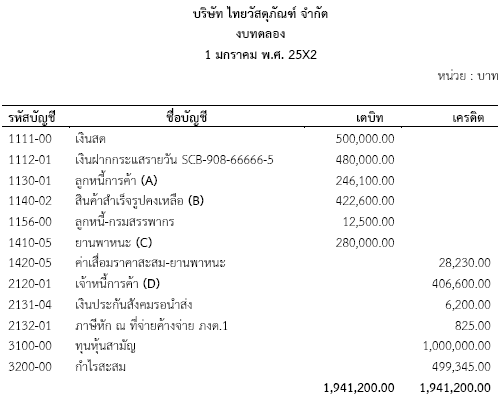 บริษัท ไทยวัสดุภัณฑ์ จำกัด
งบทดลอง
1 มกราคม พ.ศ. 25X2
หน่วย : บาท
รหัสบัญชี ชื่อบัญชี เดบิท เครดิต
1111-00 เงินสด 500,000.00
1112-01 เงินฝากกระแสรายวัน SCB-908-66666-5 480,000.00
1130-01 ลูกหนี้การค้า (A) 246,100.00
1140-02 สินค้าสำเร็จรูปคงเหลือ (B) 422,600.00
1156-00 ลูกหนี้-กรมสรรพากร 12,500.00
1410-05 ยานพาหนะ (C) 280,000.00
1420-05 ค่าเสื่อมราคาสะสม-ยานพาหนะ 28,230.00
2120-01 เจ้าหนี้การค้า (D) 406,600.00
2131-04 เงินประกันสังคมรอนำส่ง 6,200.00
2132-01 ภาษีหัก ณ ที่จ่ายค้างจ่าย ภงด.1 825.00
3100-00 ทุนหุ้นสามัญ 1,000,000.00
3200-00 กำไรสะสม 499,345.00
1,941,200.00 1,941,200.00